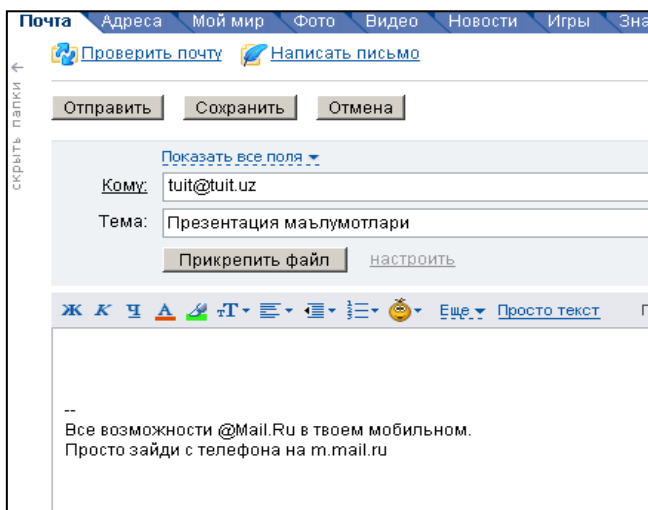 Почта Адреса Мой мир Фото Видео Новости Игры
Проверить почту Написать письмо
скрыть папки
Отправить Сохранить Отмена
Показать все поля
Кому: tuit@tuit.uz
Тема: Презентация маълумотлари
Прикрепить файл настроить
Ж К Ч А тТ Еще Просто текст
--
Все возможности @Mail.Ru в твоем мобильном.
Просто зайди с телефона на m.mail.ru